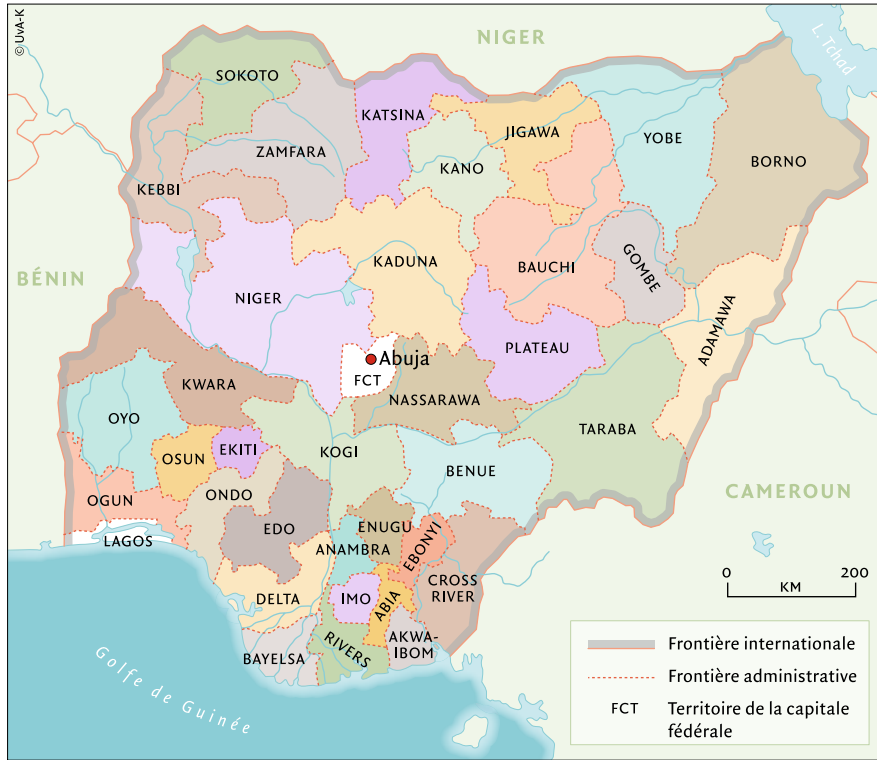 © UvA-K
NIGER
L. Tchad
SOKOTO
KATSINA
JIGAWA
YOBE
ZAMFARA
KANO
BORNO
KEBBI
BÉNIN
NIGER
KADUNA
BAUCHI
GOMBE
ADAMAWA
Abuja
FCT
PLATEAU
KWARA
NASSARAWA
OYO
TARABA
OSUN
EKITI
KOGI
BENUE
OGUN
ONDO
CAMEROUN
EDO
ENUGU
LAGOS
ANAMBRA
EBONYI
CROSS
RIVER
DELTA
IMO
ABIA
AKWA-
IBOM
BAYELSA
RIVERS
Golfe de Guinée
0 200
KM
Frontière internationale
Frontière administrative
FCT Territoire de la capitale
fédérale